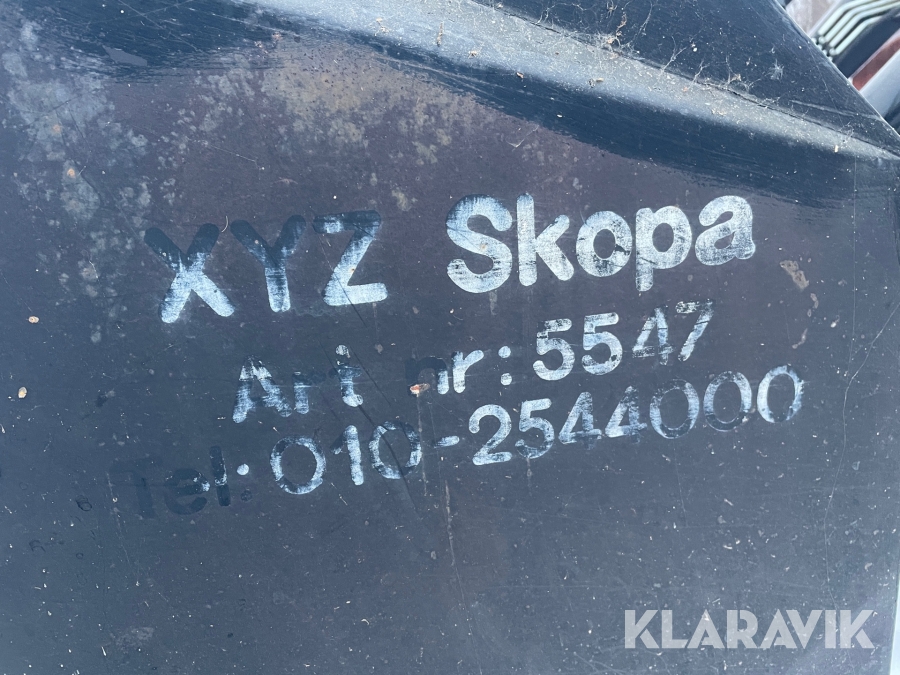 XYZ Skopa
Art nr: 5547
Tel: 010-2544000
KLARAVIK